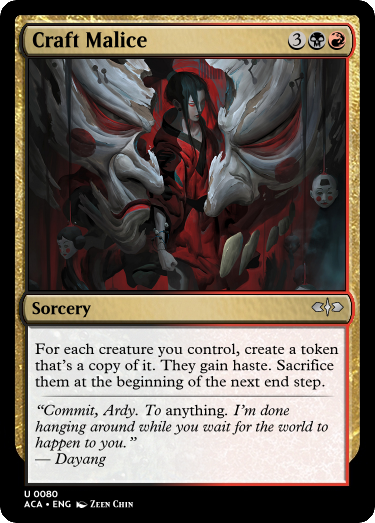 Craft Malice
3
Sorcery
For each creature you control, create a token
that's a copy of it. They gain haste. Sacrifice
them at the beginning of the next end step.
“Commit, Ardy. To anything. I'm done
hanging around while you wait for the world to
happen to you.”
— Dayang
U 0080
ACA • ENG Zeen Chin